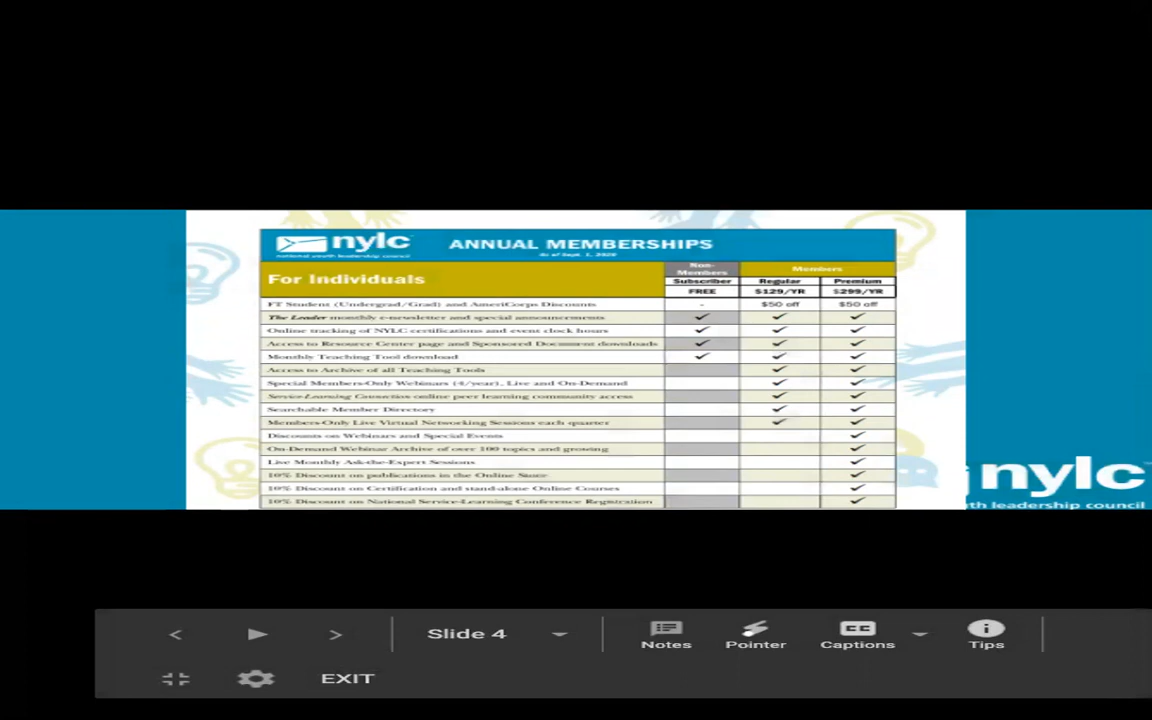 nylc
national youth leadership council
ANNUAL MEMBERSHIPS
As of Sept. 1, 2020
For Individuals
Non-Members
Members
Subscriber Regular Premium
FREE $129/YR $299/YR
FT Student (Undergrad/Grad) and AmeriCorps Discounts - $50 off $50 off
The Leader monthly e-newsletter and special announcements ✓ ✓ ✓
Online tracking of NYLC certifications and event clock hours ✓ ✓ ✓
Access to Resource Center page and Sponsored Document downloads ✓ ✓ ✓
Monthly Teaching Tool download ✓ ✓ ✓
Access to Archive of all Teaching Tools ✓ ✓
Special Members-Only Webinars (4/year), Live and On-Demand ✓ ✓
Service-Learning Connection online peer learning community access ✓ ✓
Searchable Member Directory ✓ ✓
Members-Only Live Virtual Networking Sessions each quarter ✓ ✓
Discounts on Webinars and Special Events ✓
On-Demand Webinar Archive of over 100 topics and growing ✓
Live Monthly Ask-the-Expert Sessions ✓
10% Discount on publications in the Online Store ✓
10% Discount on Certification and stand-alone Online Courses ✓
10% Discount on National Service-Learning Conference Registration ✓
nylc
th leadership council
Slide 4
Notes
Pointer
CC
Captions
Tips
EXIT